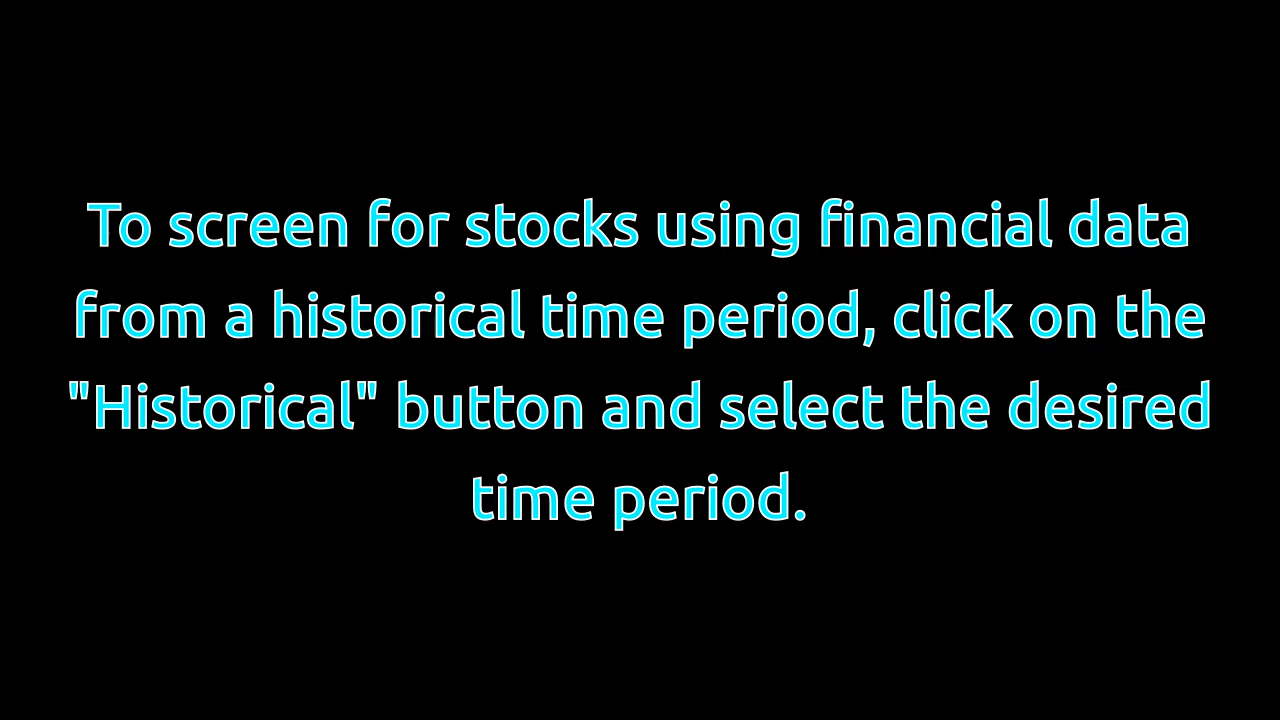 To screen for stocks using financial data
from a historical time period, click on the
"Historical" button and select the desired
time period.